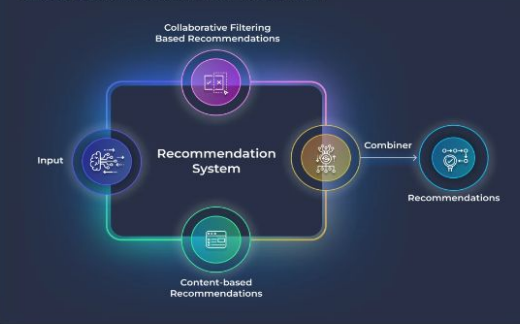 Collaborative Filtering
Based Recommendations
Input
Recommendation
System
Combiner
Recommendations
Content-based
Recommendations